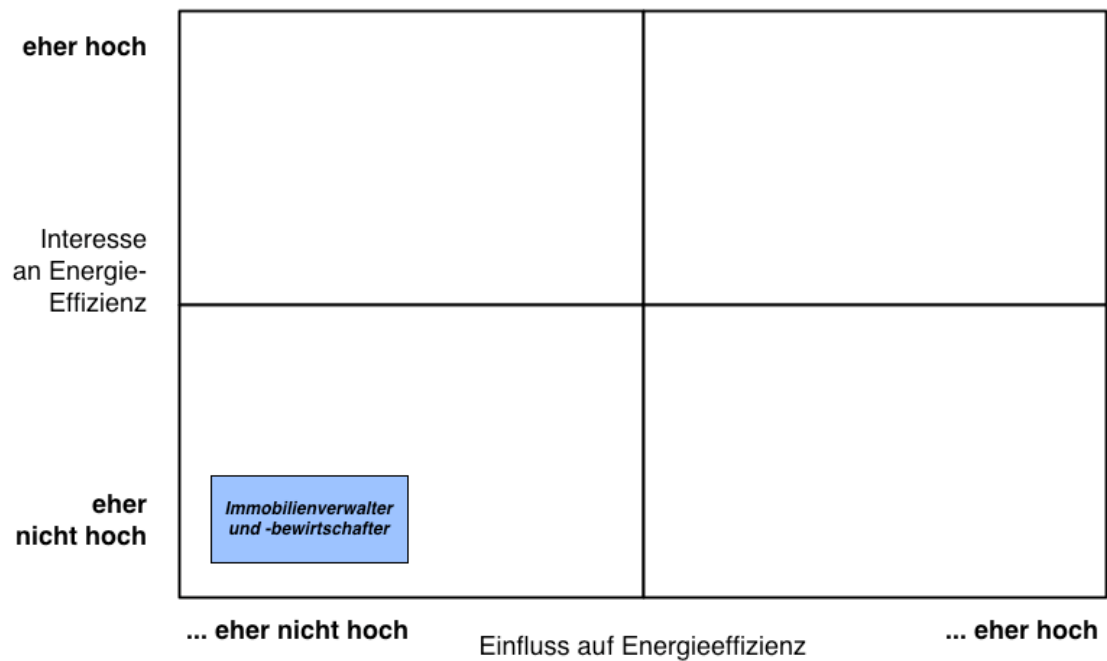 eher hoch
Interesse
an Energie-
Effizienz
eher
nicht hoch
Immobilienverwalter
und -bewirtschafter
... eher nicht hoch
Einfluss auf Energieeffizienz
... eher hoch